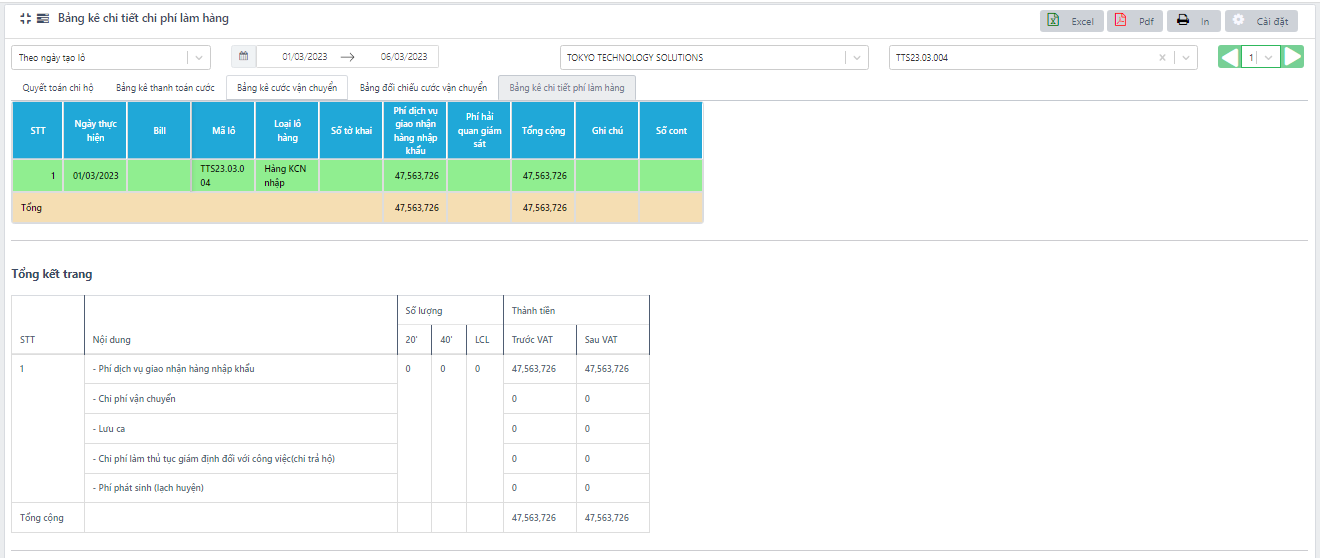 Bảng kê chi tiết chi phí làm hàng
Excel Pdf In Cài đặt
Theo ngày tạo lô 01/03/2023 06/03/2023 TOKYO TECHNOLOGY SOLUTIONS TTS23.03.004 1
Quyết toán chi hộ Bảng kê thanh toán cước Bảng kê cước vận chuyển Bảng đối chiếu cước vận chuyển Bảng kê chi tiết phí làm hàng
STT Ngày thực hiện Bill Mã lô Loại lô hàng Số tờ khai Phí dịch vụ giao nhận hàng nhập khẩu Phí hải quan giám sát Tổng cộng Ghi chú Số cont
1 01/03/2023 TTS23.03.004 Hàng KCN nhập 47,563,726 47,563,726
Tổng 47,563,726 47,563,726
Tổng kết trang
Số lượng Thành tiền
STT Nội dung 20' 40' LCL Trước VAT Sau VAT
1 - Phí dịch vụ giao nhận hàng nhập khẩu 0 0 0 47,563,726 47,563,726
- Chi phí vận chuyển 0 0
- Lưu ca 0 0
- Chi phí làm thủ tục giám định đối với công việc(chi trả hộ) 0 0
- Phí phát sinh (lạch huyện) 0 0
Tổng cộng 47,563,726 47,563,726